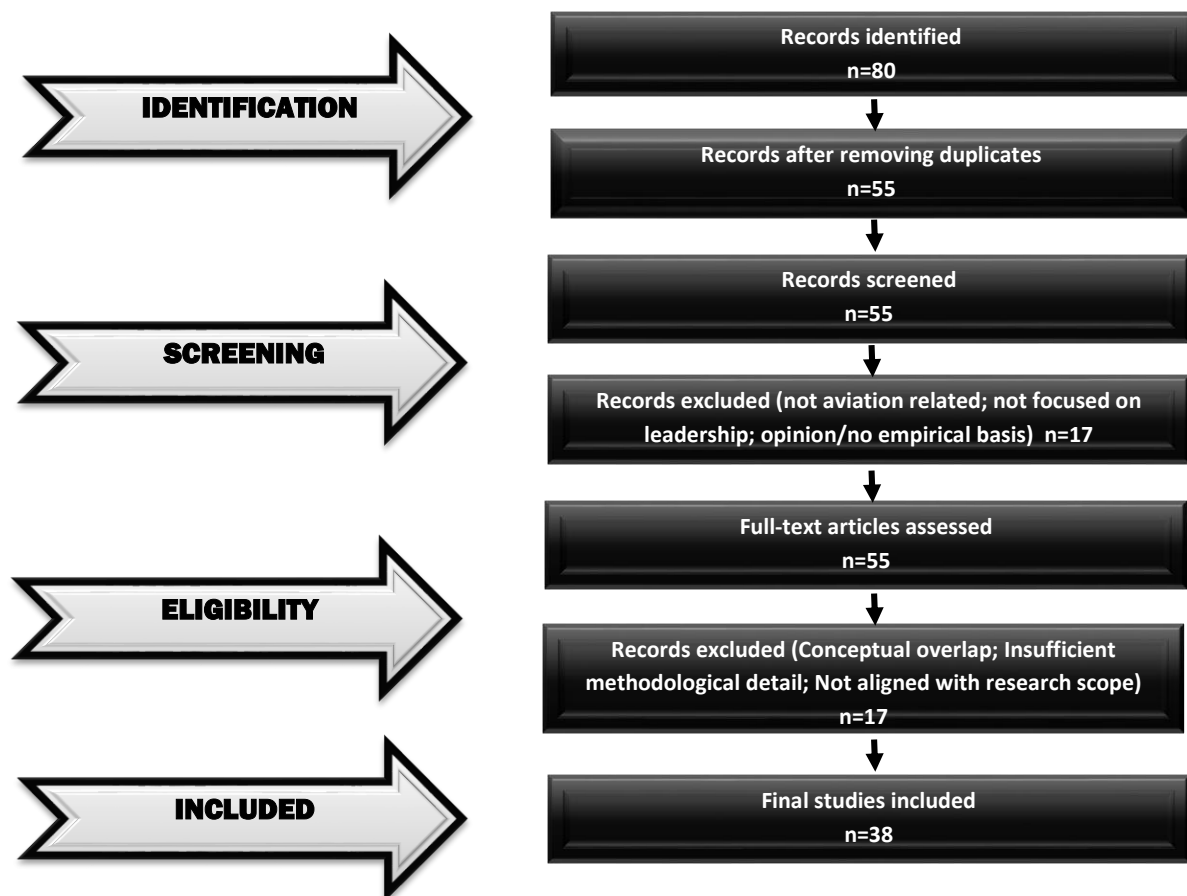 IDENTIFICATION
Records identified
n=80
Records after removing duplicates
n=55
SCREENING
Records screened
n=55
Records excluded (not aviation related; not focused on
leadership; opinion/no empirical basis) n=17
ELIGIBILITY
Full-text articles assessed
n=55
Records excluded (Conceptual overlap; Insufficient
methodological detail; Not aligned with research scope)
n=17
INCLUDED
Final studies included
n=38